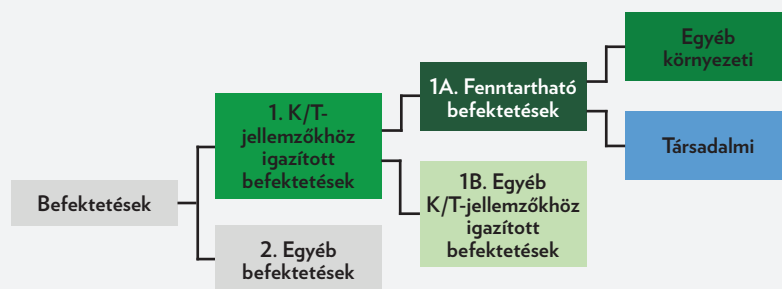 Befektetések
1. K/T-
jellemzőkhöz
igazított
befektetések
2. Egyéb
befektetések
1A. Fenntartható
befektetések
1B. Egyéb
K/T-jellemzőkhöz
igazított
befektetések
Egyéb
környezeti
Társadalmi